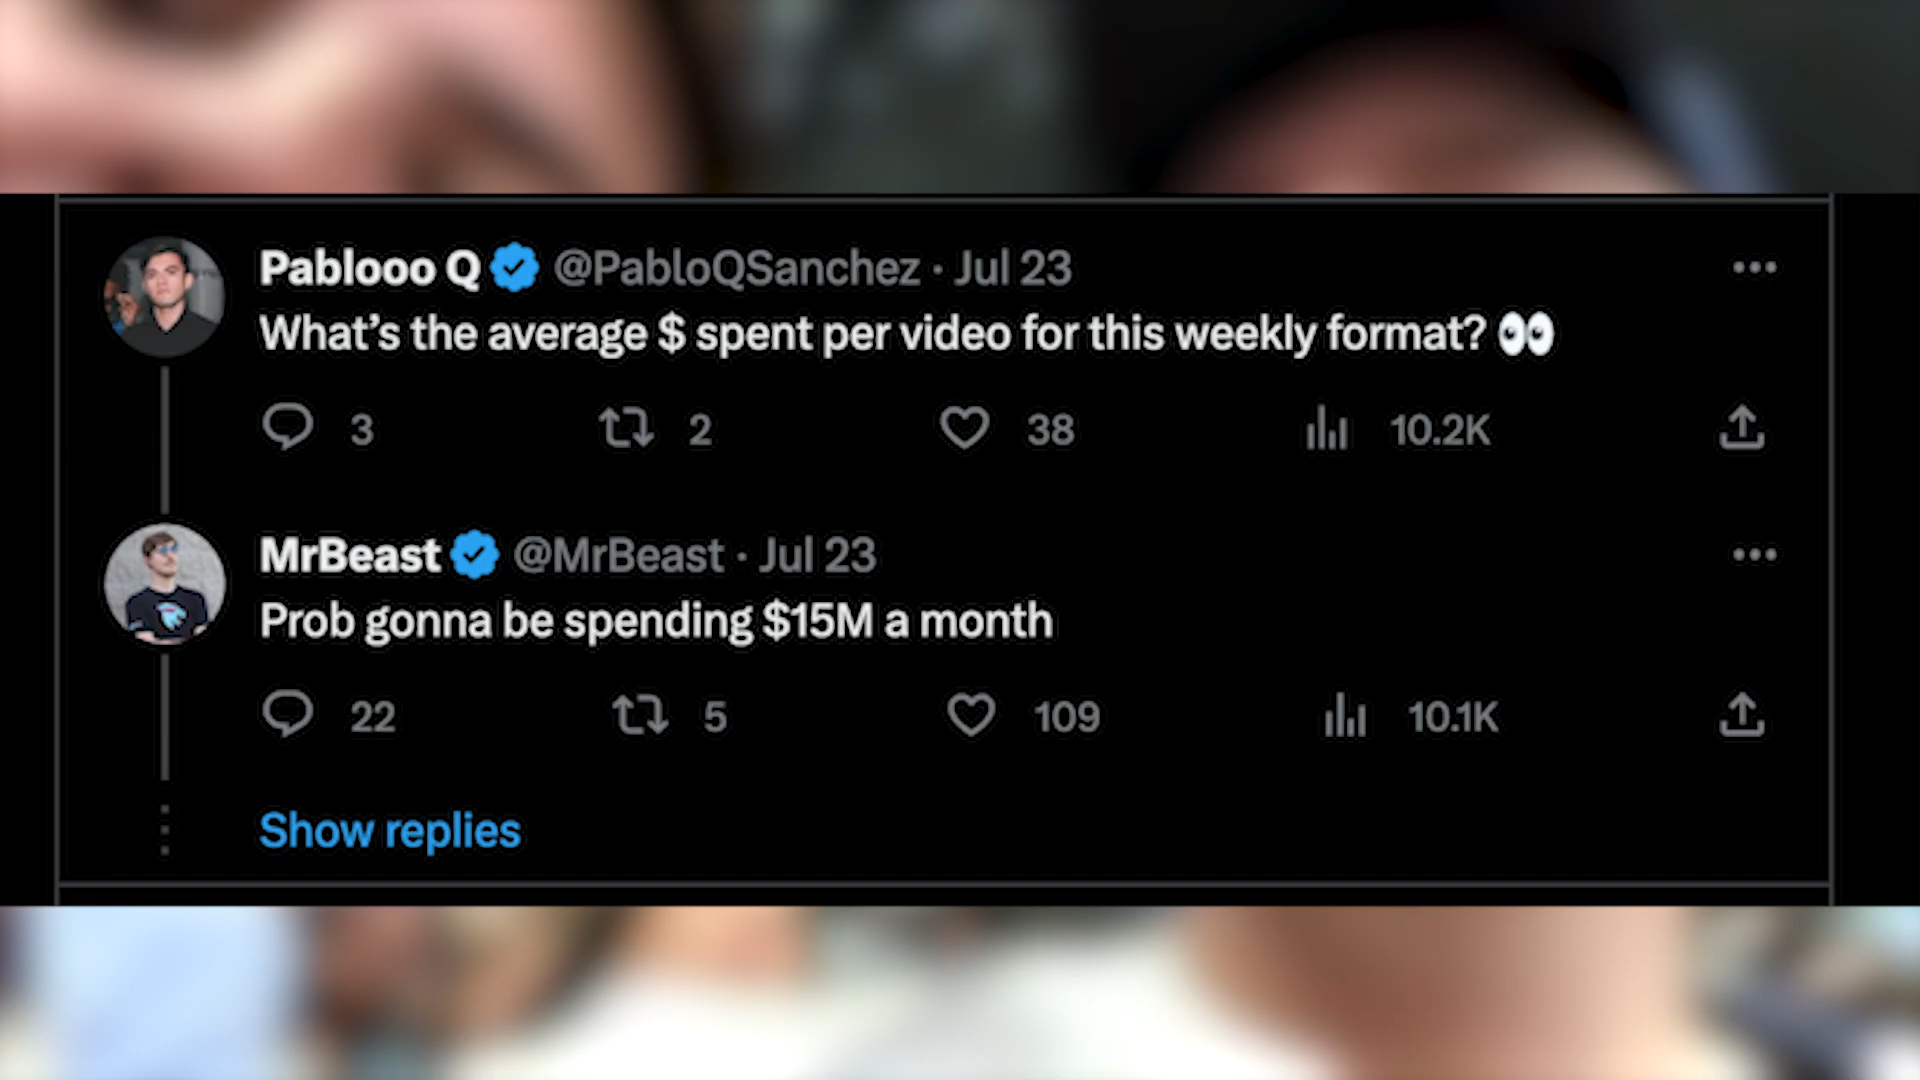 Pablooo Q @PabloQSanchez · Jul 23
What's the average $ spent per video for this weekly format? 👀
3 2 38 10.2K
MrBeast @MrBeast · Jul 23
Prob gonna be spending $15M a month
22 5 109 10.1K
Show replies